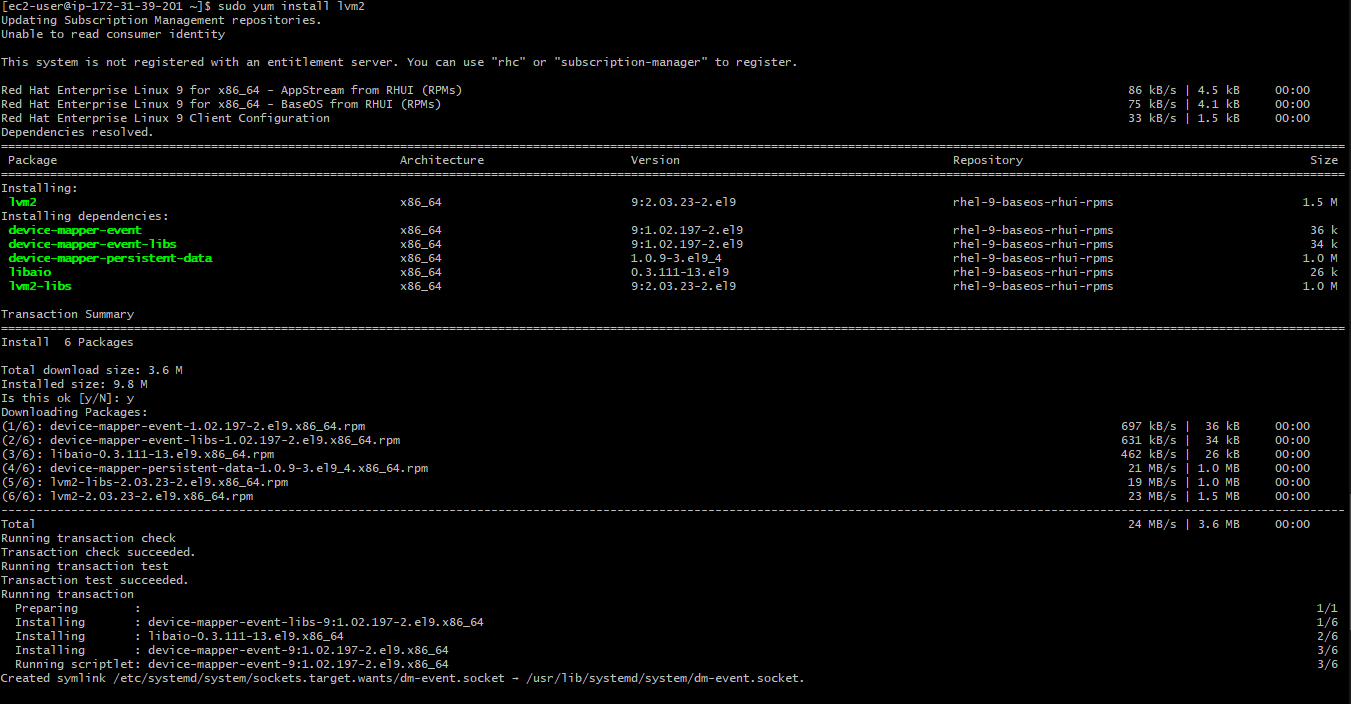 [ec2-user@ip-172-31-39-201 ~]$ sudo yum install lvm2
Updating Subscription Management repositories.
Unable to read consumer identity
This system is not registered with an entitlement server. You can use "rhc" or "subscription-manager" to register.
Red Hat Enterprise Linux 9 for x86_64 - AppStream from RHUI (RPMs) 86 kB/s | 4.5 kB 00:00
Red Hat Enterprise Linux 9 for x86_64 - BaseOS from RHUI (RPMs) 75 kB/s | 4.1 kB 00:00
Red Hat Enterprise Linux 9 Client Configuration 33 kB/s | 1.5 kB 00:00
Dependencies resolved.
Package Architecture Version Repository Size
Installing:
lvm2 x86_64 9:2.03.23-2.el9 rhel-9-baseos-rhui-rpms 1.5 M
Installing dependencies:
device-mapper-event x86_64 9:1.02.197-2.el9 rhel-9-baseos-rhui-rpms 36 k
device-mapper-event-libs x86_64 9:1.02.197-2.el9 rhel-9-baseos-rhui-rpms 34 k
device-mapper-persistent-data x86_64 1.0.9-3.el9_4 rhel-9-baseos-rhui-rpms 1.0 M
libaio x86_64 0.3.111-13.el9 rhel-9-baseos-rhui-rpms 26 k
lvm2-libs x86_64 9:2.03.23-2.el9 rhel-9-baseos-rhui-rpms 1.0 M
Transaction Summary
Install 6 Packages
Total download size: 3.6 M
Installed size: 9.8 M
Is this ok [y/N]: y
Downloading Packages:
(1/6): device-mapper-event-1.02.197-2.el9.x86_64.rpm 697 kB/s | 36 kB 00:00
(2/6): device-mapper-event-libs-1.02.197-2.el9.x86_64.rpm 631 kB/s | 34 kB 00:00
(3/6): libaio-0.3.111-13.el9.x86_64.rpm 462 kB/s | 26 kB 00:00
(4/6): device-mapper-persistent-data-1.0.9-3.el9_4.x86_64.rpm 21 MB/s | 1.0 MB 00:00
(5/6): lvm2-libs-2.03.23-2.el9.x86_64.rpm 19 MB/s | 1.0 MB 00:00
(6/6): lvm2-2.03.23-2.el9.x86_64.rpm 23 MB/s | 1.5 MB 00:00
Total 24 MB/s | 3.6 MB 00:00
Running transaction check
Transaction check succeeded.
Running transaction test
Transaction test succeeded.
Running transaction
Preparing : 1/1
Installing : device-mapper-event-libs-9:1.02.197-2.el9.x86_64 1/6
Installing : libaio-0.3.111-13.el9.x86_64 2/6
Installing : device-mapper-event-9:1.02.197-2.el9.x86_64 3/6
Running scriptlet: device-mapper-event-9:1.02.197-2.el9.x86_64 3/6
Created symlink /etc/systemd/system/sockets.target.wants/dm-event.socket → /usr/lib/systemd/system/dm-event.socket.